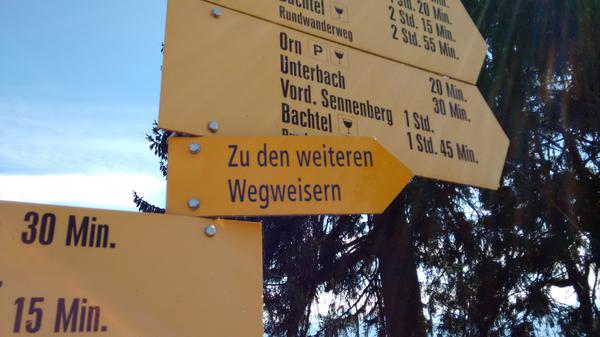 Bachtel
Rundwanderweg
1 Std. 20 Min.
2 Std. 15 Min.
2 Std. 55 Min.
Orn P
Unterbach
Vord. Sennenberg
Bachtel
20 Min.
30 Min.
1 Std.
1 Std. 45 Min.
Zu den weiteren
Wegweisern
30 Min.
15 Min.